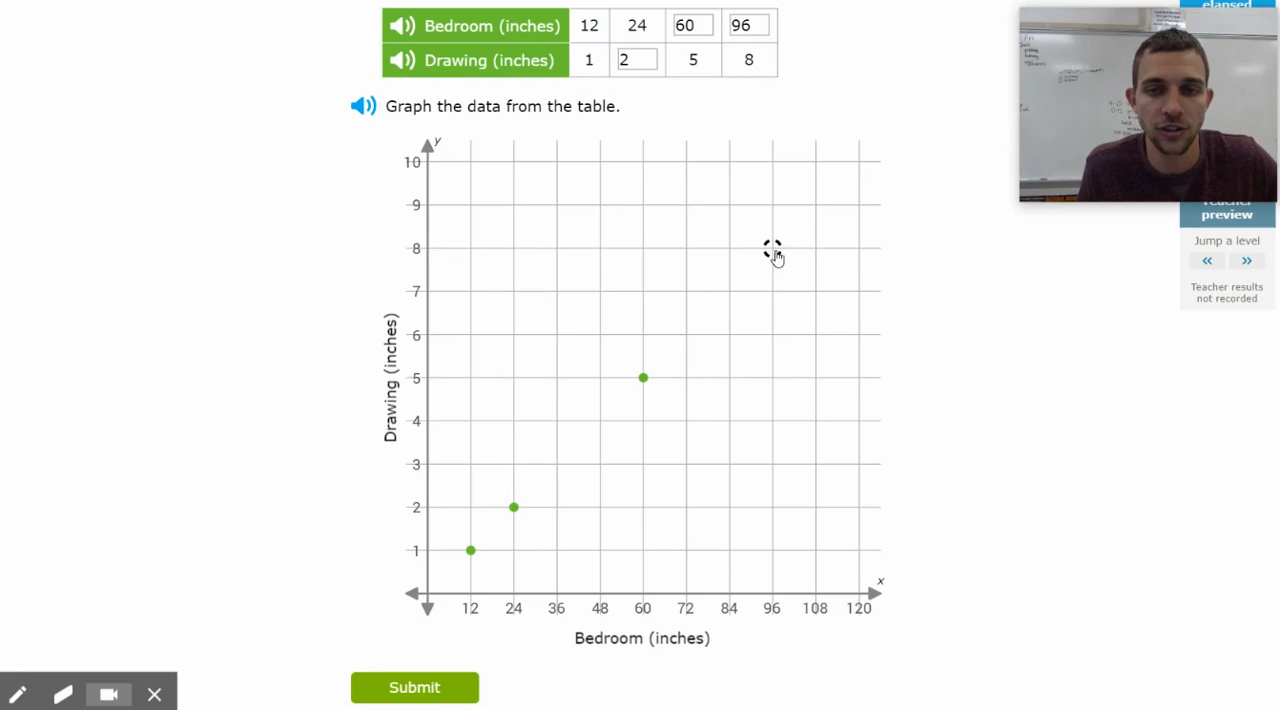 elapsed
Bedroom (inches) 12 24 60 96
Drawing (inches) 1 2 5 8
Graph the data from the table.
y
10
9
8
7
6
5
4
3
2
1
Drawing (inches)
x
12 24 36 48 60 72 84 96 108 120
Bedroom (inches)
Submit
Teacher
preview
Jump a level
« »
Teacher results
not recorded